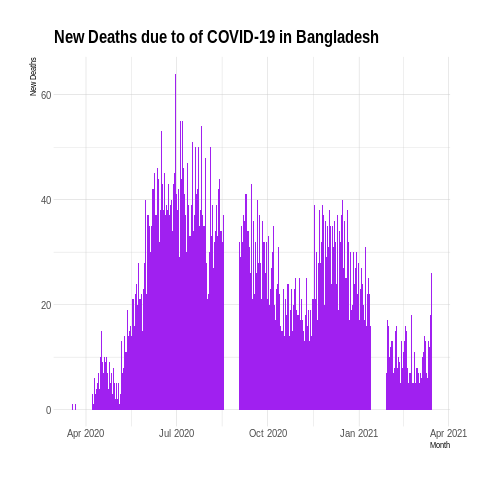 New Deaths due to of COVID-19 in Bangladesh
New Deaths
60
40
20
0
Apr 2020
Jul 2020
Oct 2020
Jan 2021
Apr 2021
Month